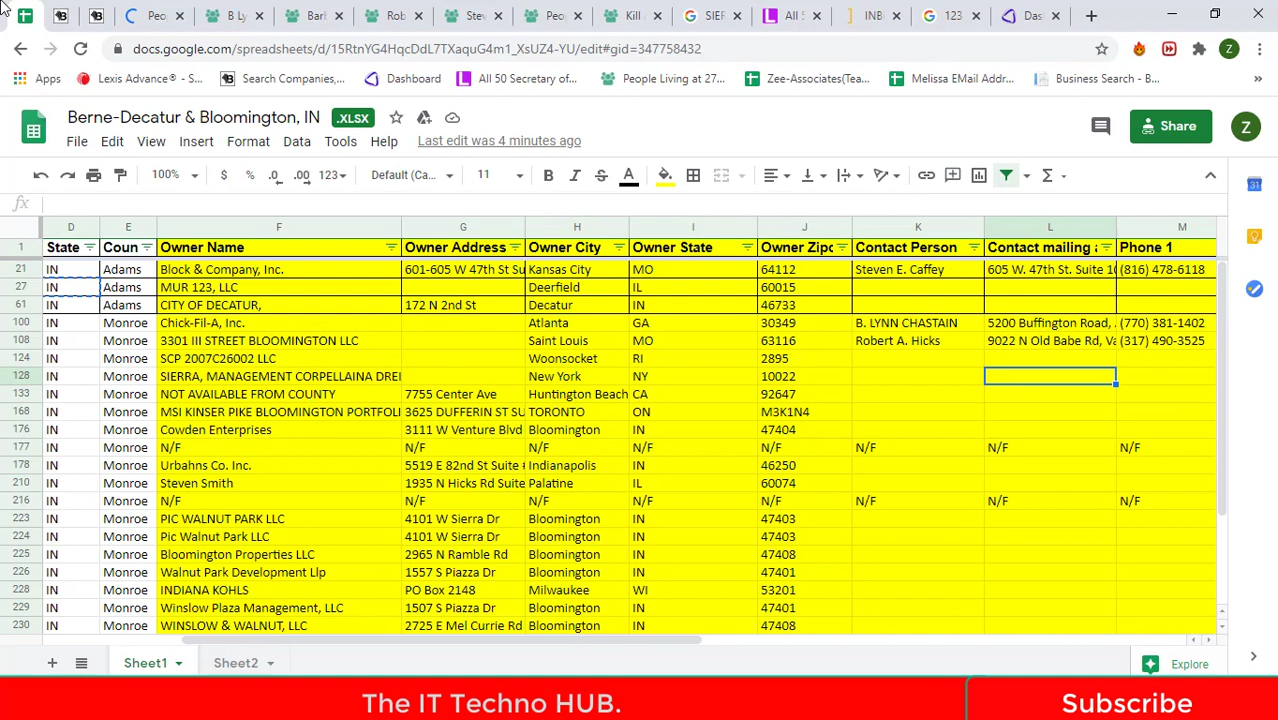 Peo
B Ly
Barb
Rob
Stev
Peo
Kill A
SIER
All 5
INBi
123
Das
docs.google.com/spreadsheets/d/15RtnYG4HqcDdL7TXaquG4m1_XsUZ4-YU/edit#gid=347758432
Z
Apps
Lexis Advance® - S...
Search Companies,...
Dashboard
All 50 Secretary of...
People Living at 27...
Zee-Associates(Tea...
Melissa EMail Addr...
Business Search - B...
»
Berne-Decatur & Bloomington, IN .XLSX
File Edit View Insert Format Data Tools Help Last edit was 4 minutes ago
Share
Z
100% $ % .0 .00 123 Default (Ca... 11 B I S A
fx
D E F G H I J K L M
1 State Coun Owner Name Owner Address Owner City Owner State Owner Zipc Contact Person Contact mailing a Phone 1
21 IN Adams Block & Company, Inc. 601-605 W 47th St Su Kansas City MO 64112 Steven E. Caffey 605 W. 47th St. Suite 10 (816) 478-6118
27 IN Adams MUR 123, LLC Deerfield IL 60015
61 IN Adams CITY OF DECATUR, 172 N 2nd St Decatur IN 46733
100 IN Monroe Chick-Fil-A, Inc. Atlanta GA 30349 B. LYNN CHASTAIN 5200 Buffington Road, (770) 381-1402
108 IN Monroe 3301 III STREET BLOOMINGTON LLC Saint Louis MO 63116 Robert A. Hicks 9022 N Old Babe Rd, Va (317) 490-3525
124 IN Monroe SCP 2007C26002 LLC Woonsocket RI 2895
128 IN Monroe SIERRA, MANAGEMENT CORPELLAINA DREI New York NY 10022
133 IN Monroe NOT AVAILABLE FROM COUNTY 7755 Center Ave Huntington Beach CA 92647
168 IN Monroe MSI KINSER PIKE BLOOMINGTON PORTFOLI 3625 DUFFERIN ST SU TORONTO ON M3K1N4
176 IN Monroe Cowden Enterprises 3111 W Venture Blvd Bloomington IN 47404
177 IN Monroe N/F N/F N/F N/F N/F N/F N/F N/F
178 IN Monroe Urbahns Co. Inc. 5519 E 82nd St Suite Indianapolis IN 46250
210 IN Monroe Steven Smith 1935 N Hicks Rd Suite Palatine IL 60074
216 IN Monroe N/F N/F N/F N/F N/F N/F N/F N/F
223 IN Monroe PIC WALNUT PARK LLC 4101 W Sierra Dr Bloomington IN 47403
224 IN Monroe Pic Walnut Park LLC 4101 W Sierra Dr Bloomington IN 47403
225 IN Monroe Bloomington Properties LLC 2965 N Ramble Rd Bloomington IN 47408
226 IN Monroe Walnut Park Development Llp 1557 S Piazza Dr Bloomington IN 47401
228 IN Monroe INDIANA KOHLS PO Box 2148 Milwaukee WI 53201
229 IN Monroe Winslow Plaza Management, LLC 1507 S Piazza Dr Bloomington IN 47401
230 IN Monroe WINSLOW & WALNUT, LLC 2725 E Mel Currie Rd Bloomington IN 47408
Sheet1 Sheet2 Explore
The IT Techno HUB. Subscribe